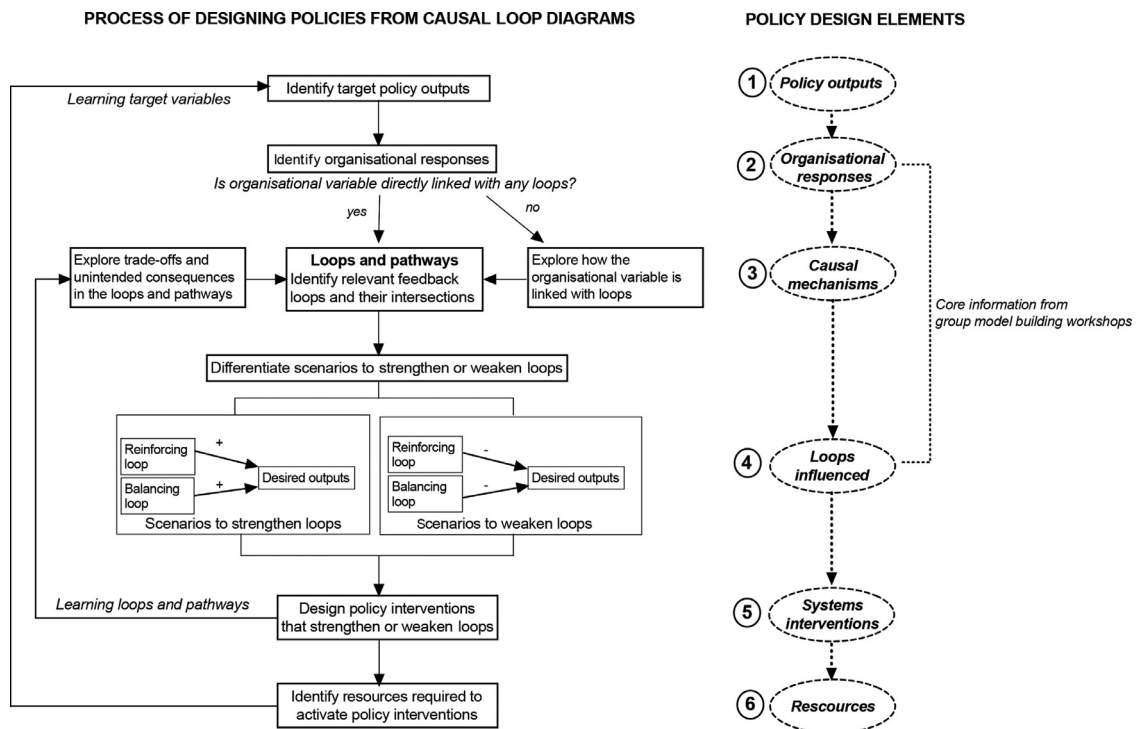 PROCESS OF DESIGNING POLICIES FROM CAUSAL LOOP DIAGRAMS
Identify target policy outputs
Learning target variables
Identify organisational responses
Is organisational variable directly linked with any loops?
yes
no
Explore trade-offs and
unintended consequences
in the loops and pathways
Loops and pathways
Identify relevant feedback
loops and their intersections
Explore how the
organisational variable is
linked with loops
Differentiate scenarios to strengthen or weaken loops
Reinforcing
loop
+
Balancing
loop
+
Desired outputs
Scenarios to strengthen loops
Reinforcing
loop
-
Balancing
loop
-
Desired outputs
Scenarios to weaken loops
Learning loops and pathways
Design policy interventions
that strengthen or weaken loops
Identify resources required to
activate policy interventions
POLICY DESIGN ELEMENTS
1
Policy outputs
2
Organisational
responses
3
Causal
mechanisms
Core information from
group model building workshops
4
Loops
influenced
5
Systems
interventions
6
Rescources